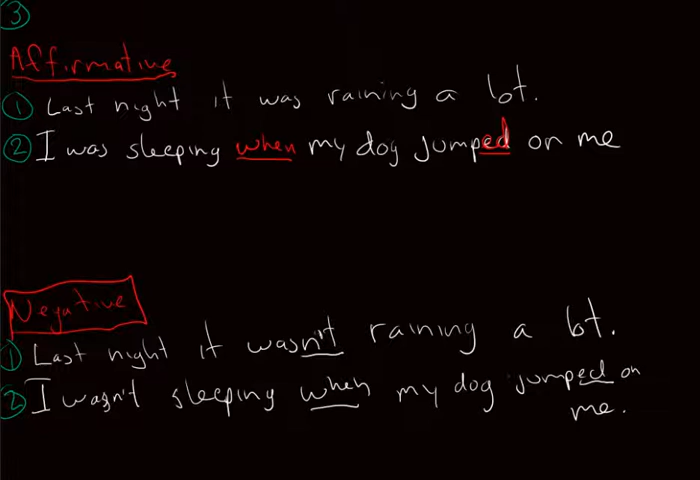 3
Affirmative
1 Last night it was raining a lot.
2 I was sleeping when my dog jumped on me
Negative
1 Last night it wasn't raining a lot.
2 I wasn't sleeping when my dog jumped on
me.